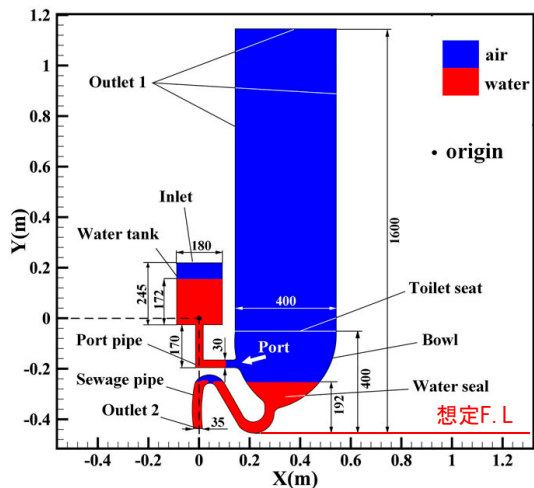 1.2
1
0.8
0.6
0.4
0.2
0
-0.2
-0.4
Y(m)
-0.4
-0.2
0
0.2
0.4
0.6
0.8
1
1.2
X(m)
air
water
origin
Outlet 1
Inlet
Water tank
180
245
172
1600
400
Toilet seat
Port pipe
170
30
Port
Bowl
Sewage pipe
Water seal
192
400
Outlet 2
35
想定F.L